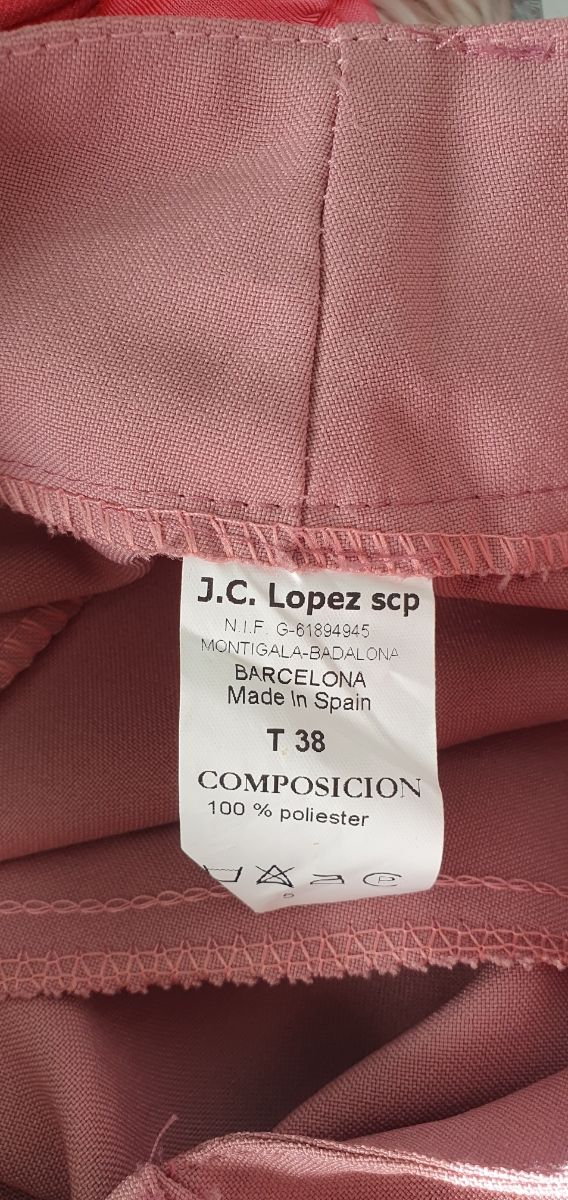 J.C. Lopez scp
N.I.F. G-61894945
MONTIGALA-BADALONA
BARCELONA
Made In Spain
T 38
COMPOSICION
100 % poliester
P